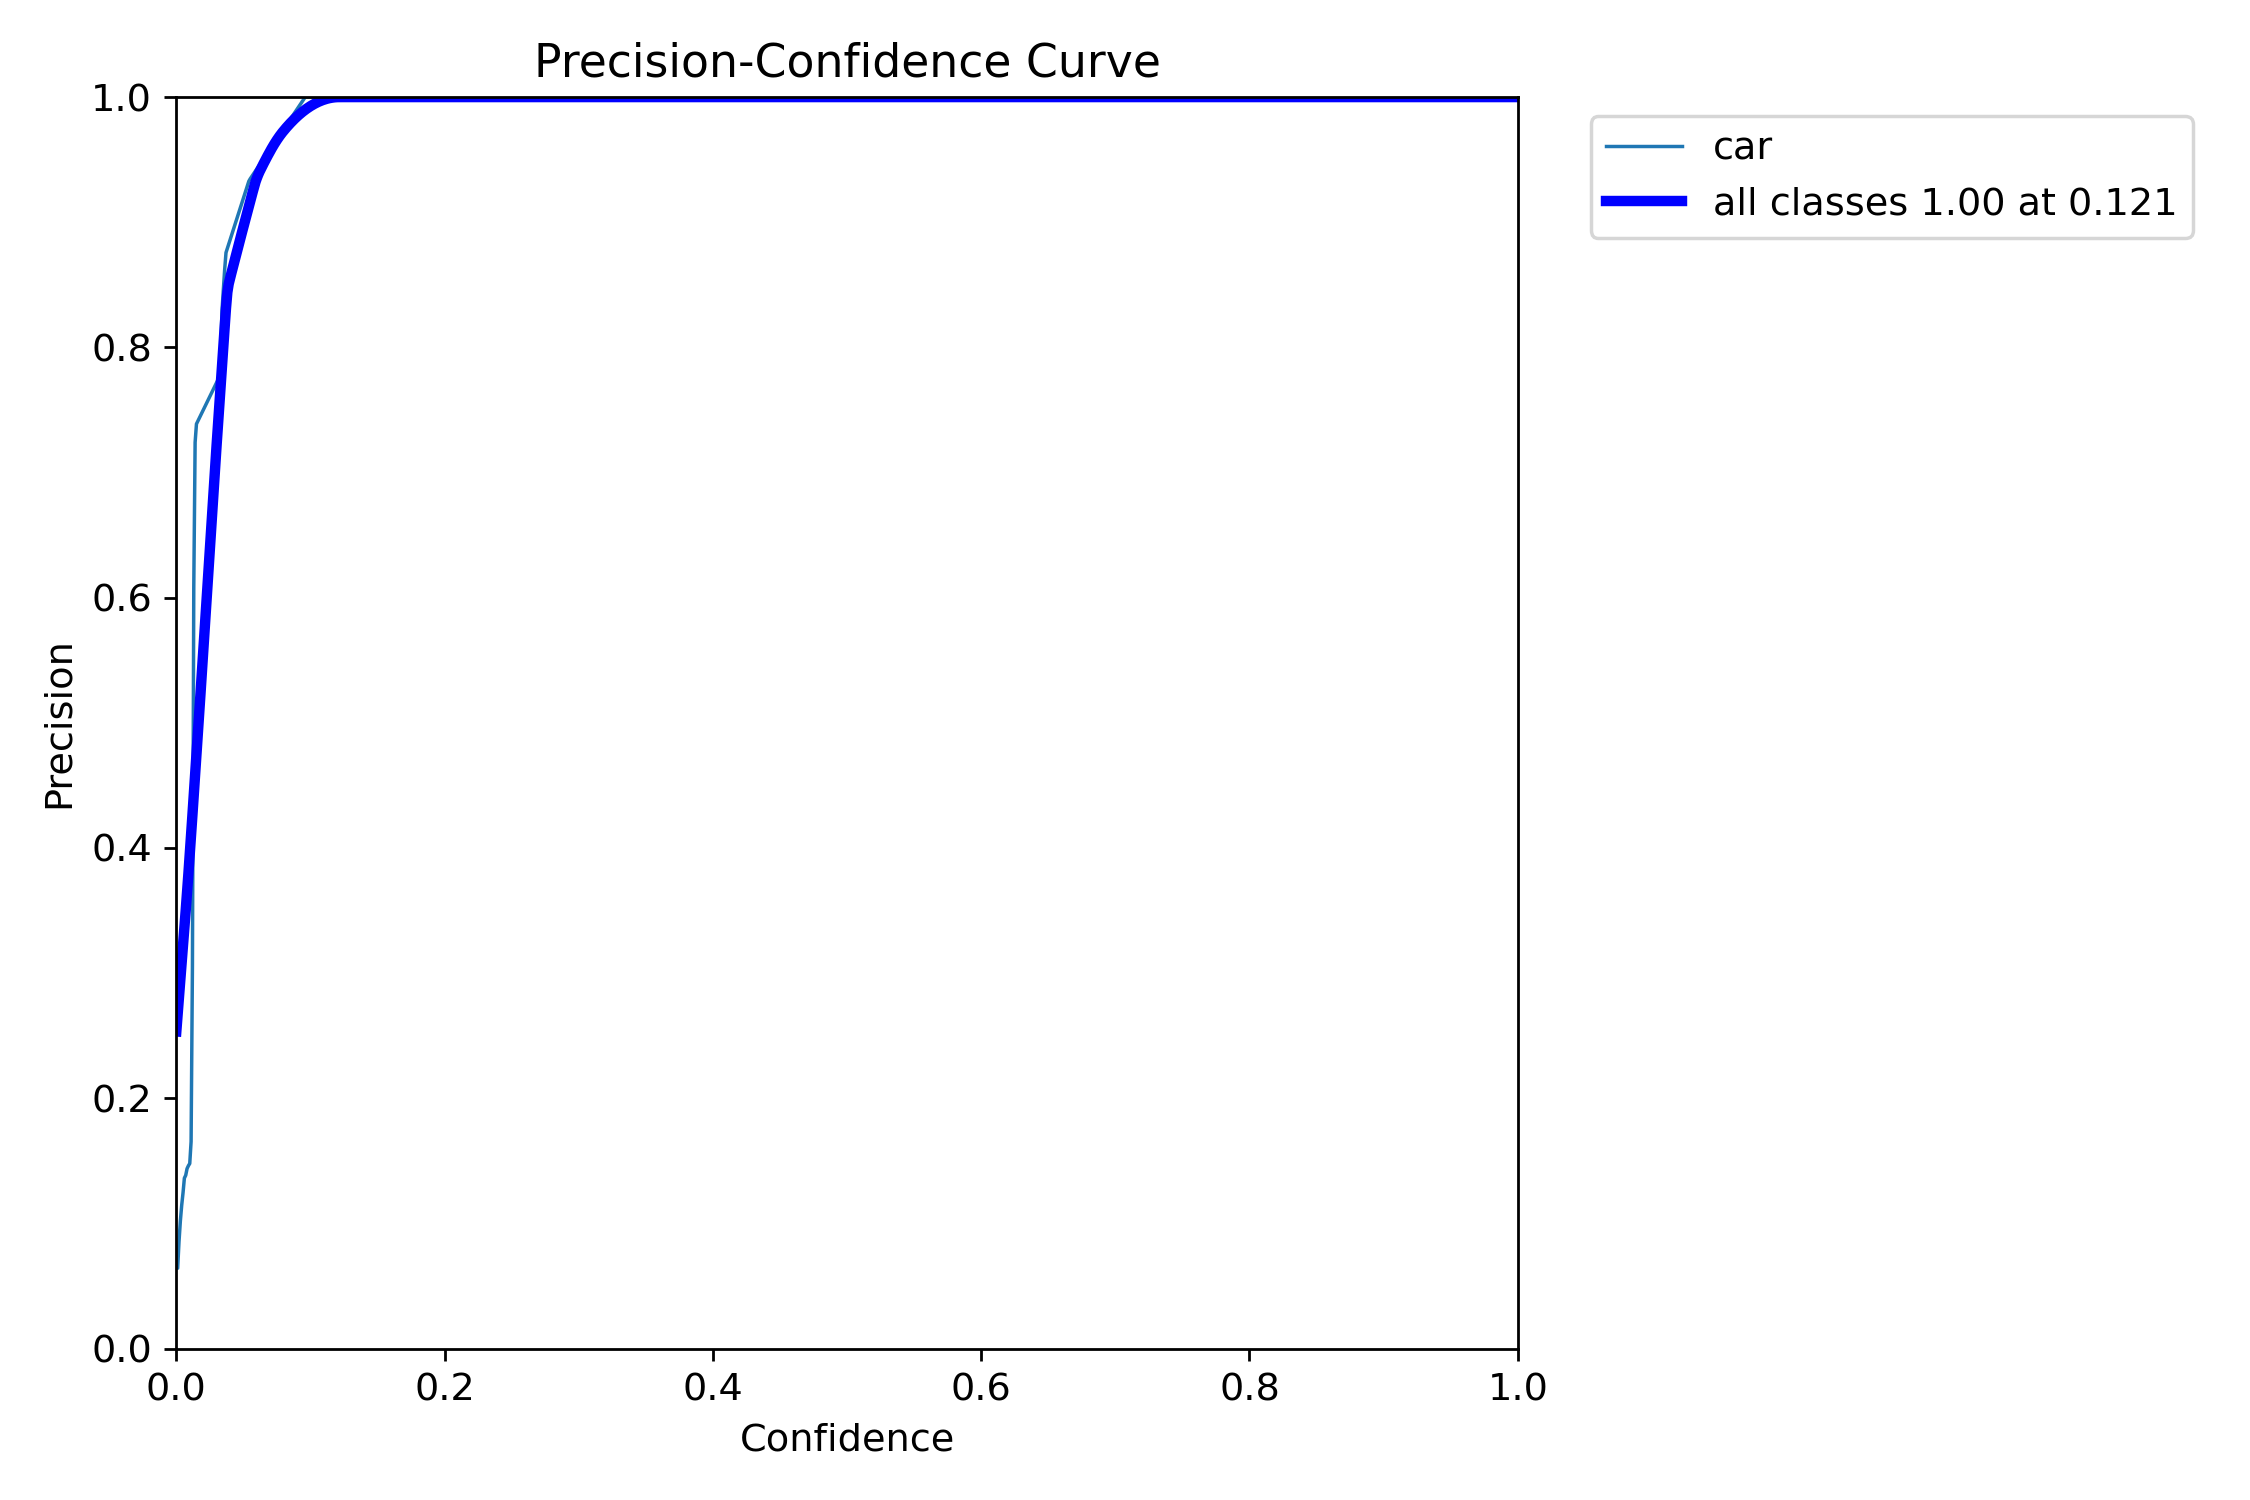 Precision-Confidence Curve
1.0
0.8
0.6
0.4
0.2
0.0
Precision
0.0 0.2 0.4 0.6 0.8 1.0
Confidence
car
all classes 1.00 at 0.121